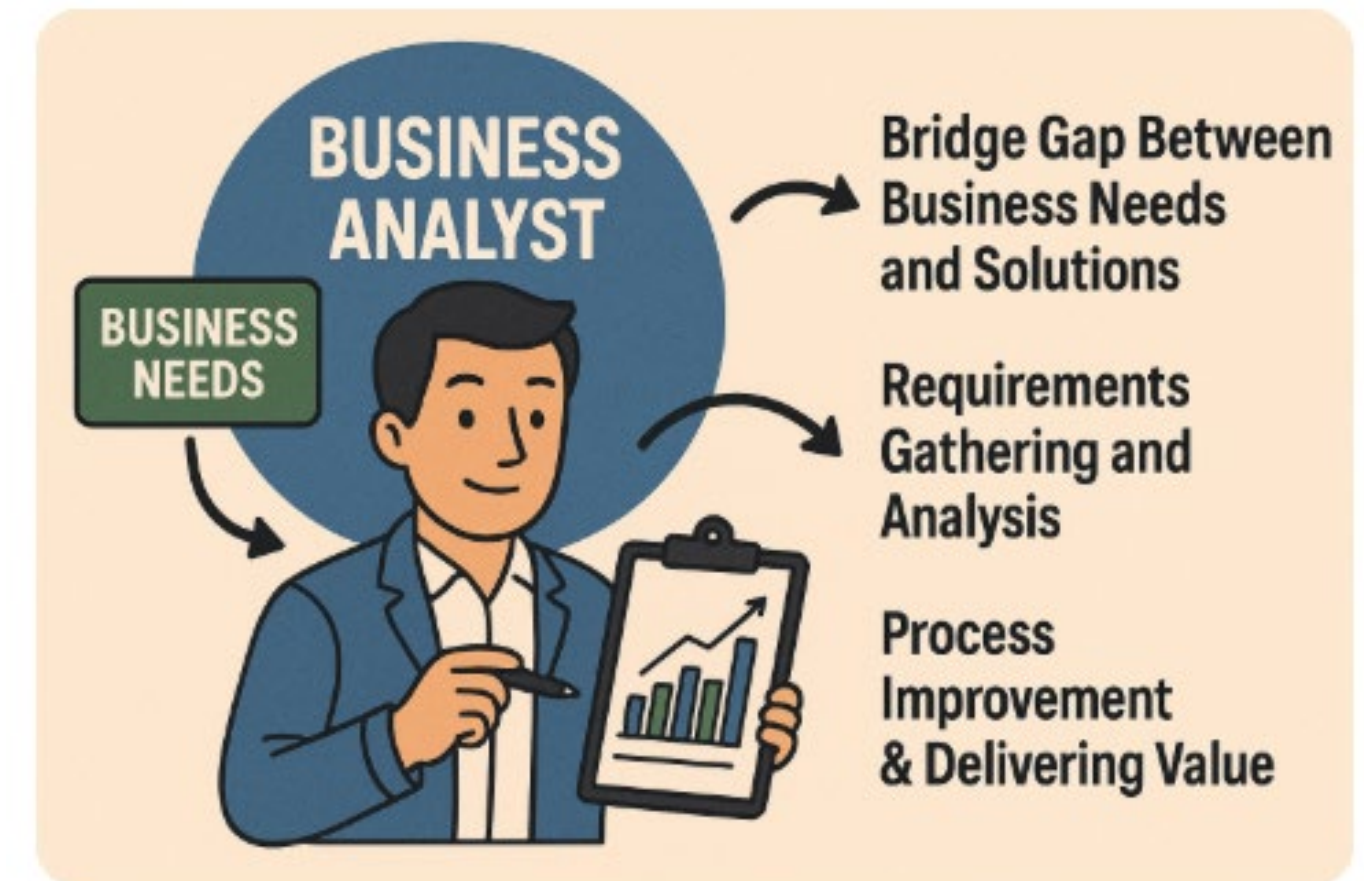 BUSINESS
ANALYST
BUSINESS
NEEDS
Bridge Gap Between
Business Needs
and Solutions
Requirements
Gathering and
Analysis
Process
Improvement
& Delivering Value